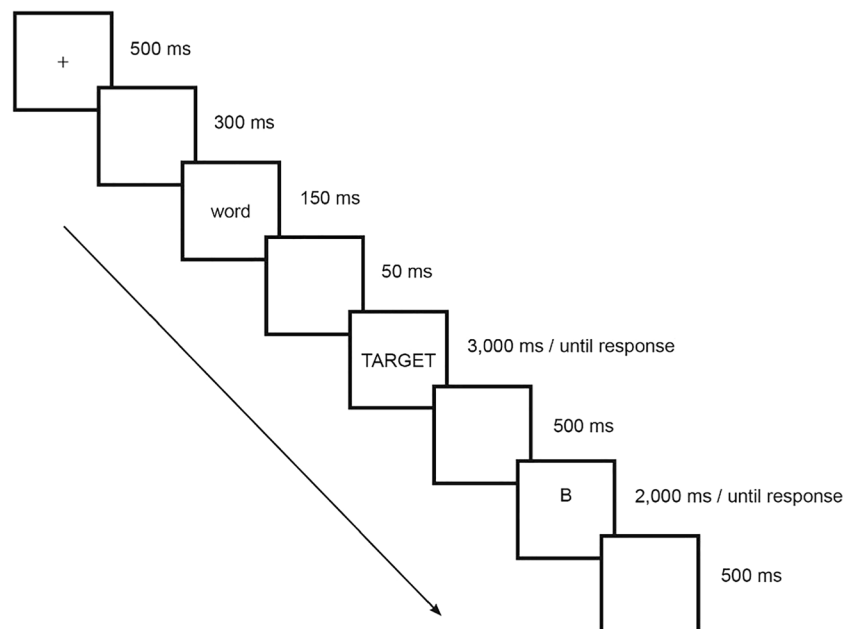 +
500 ms
300 ms
word
150 ms
50 ms
TARGET
3,000 ms / until response
500 ms
B
2,000 ms / until response
500 ms